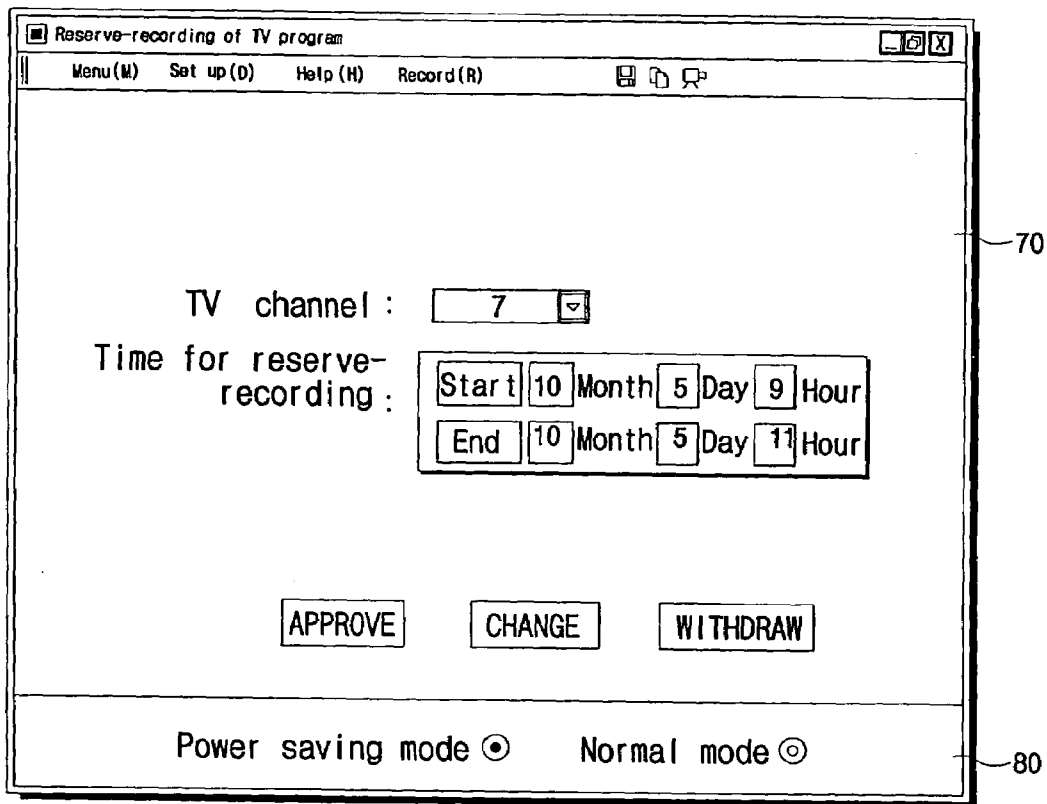 Reserve-recording of TV program
Menu(M) Set up(D) Help(H) Record(R)
70
TV channel : 7
Time for reserve-
recording :
Start 10 Month 5 Day 9 Hour
End 10 Month 5 Day 11 Hour
APPROVE CHANGE WITHDRAW
Power saving mode Normal mode
80